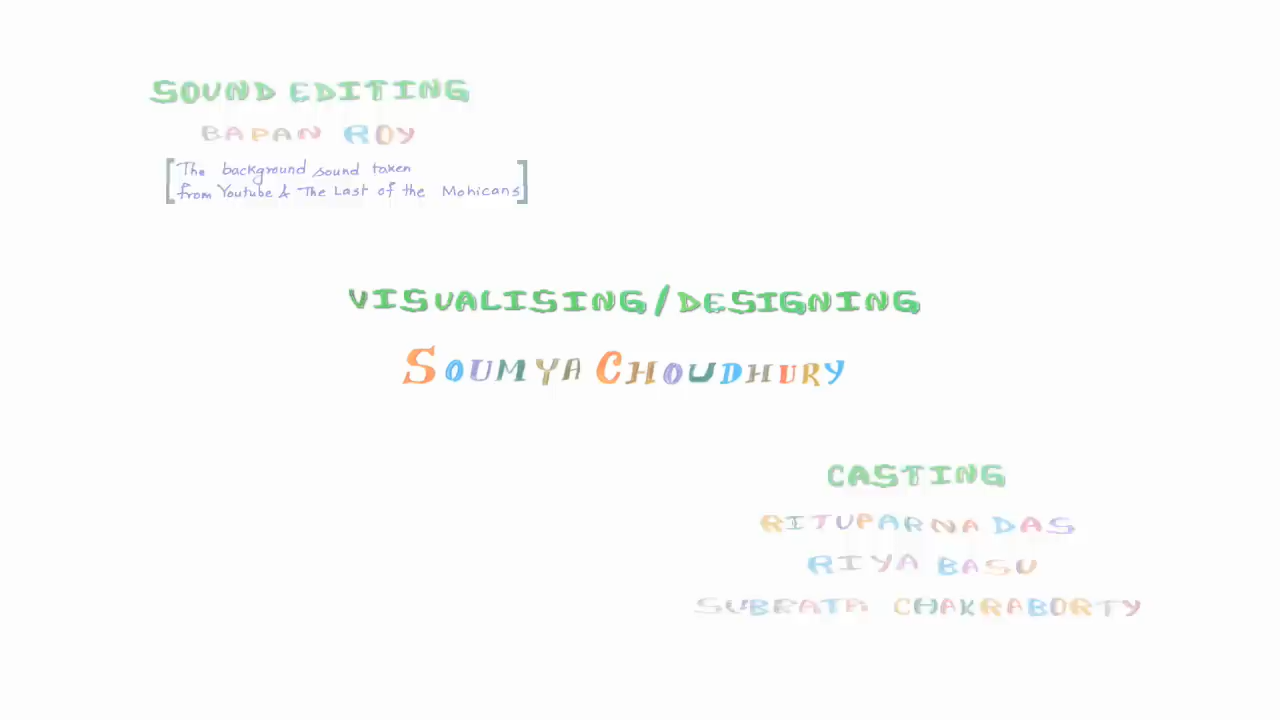 SOUND EDITING
BAPAN ROY
[The background sound taken
from Youtube & The Last of the Mohicans]
VISUALISING/DESIGNING
SOUMYA CHOUDHURY
CASTING
RITUPARNA DAS
RIYA BASU
SUBRATA CHAKRABORTY